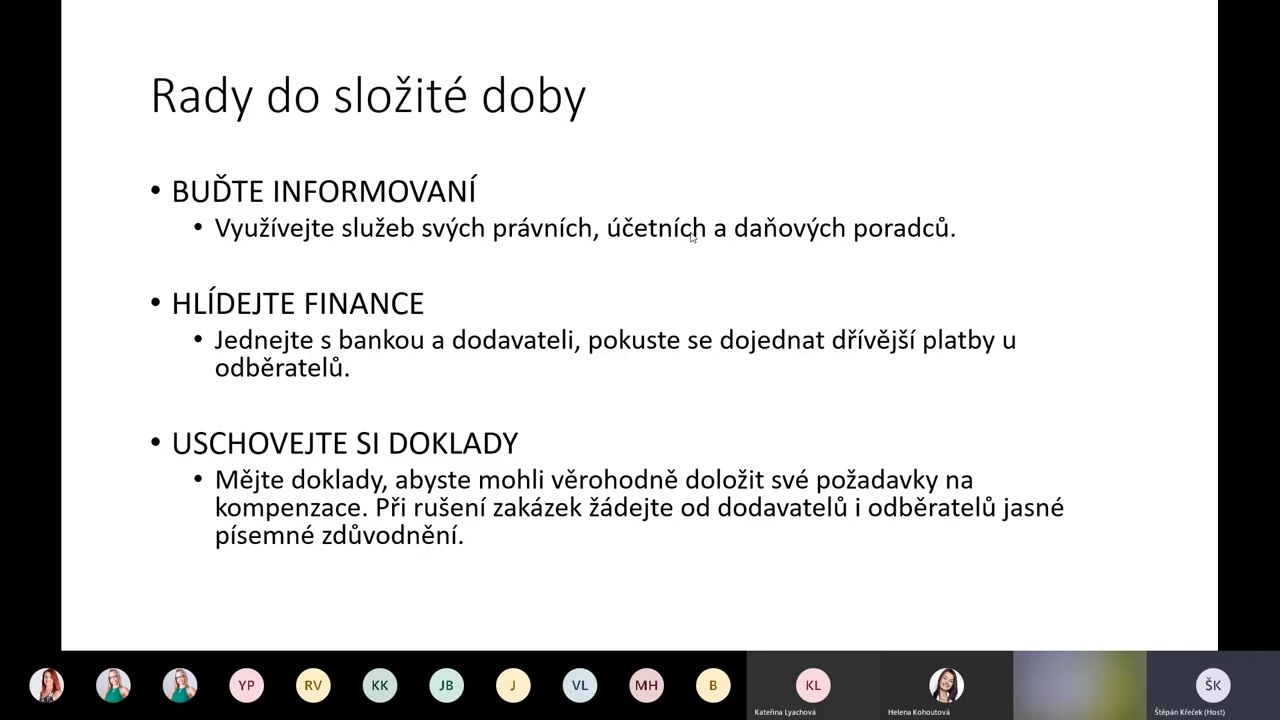 Rady do složité doby
• BUĎTE INFORMOVANÍ
• Využívejte služeb svých právních, účetních a daňových poradců.
• HLÍDEJTE FINANCE
• Jednejte s bankou a dodavateli, pokuste se dojednat dřívější platby u
odběratelů.
• USCHOVEJTE SI DOKLADY
• Mějte doklady, abyste mohli věrohodně doložit své požadavky na
kompenzace. Při rušení zakázek žádejte od dodavatelů i odběratelů jasné
písemné zdůvodnění.
YP RV KK JB J VL MH B KL ŠK
Kateřina Lyachová Helena Kohoutová Štěpán Křeček (Host)